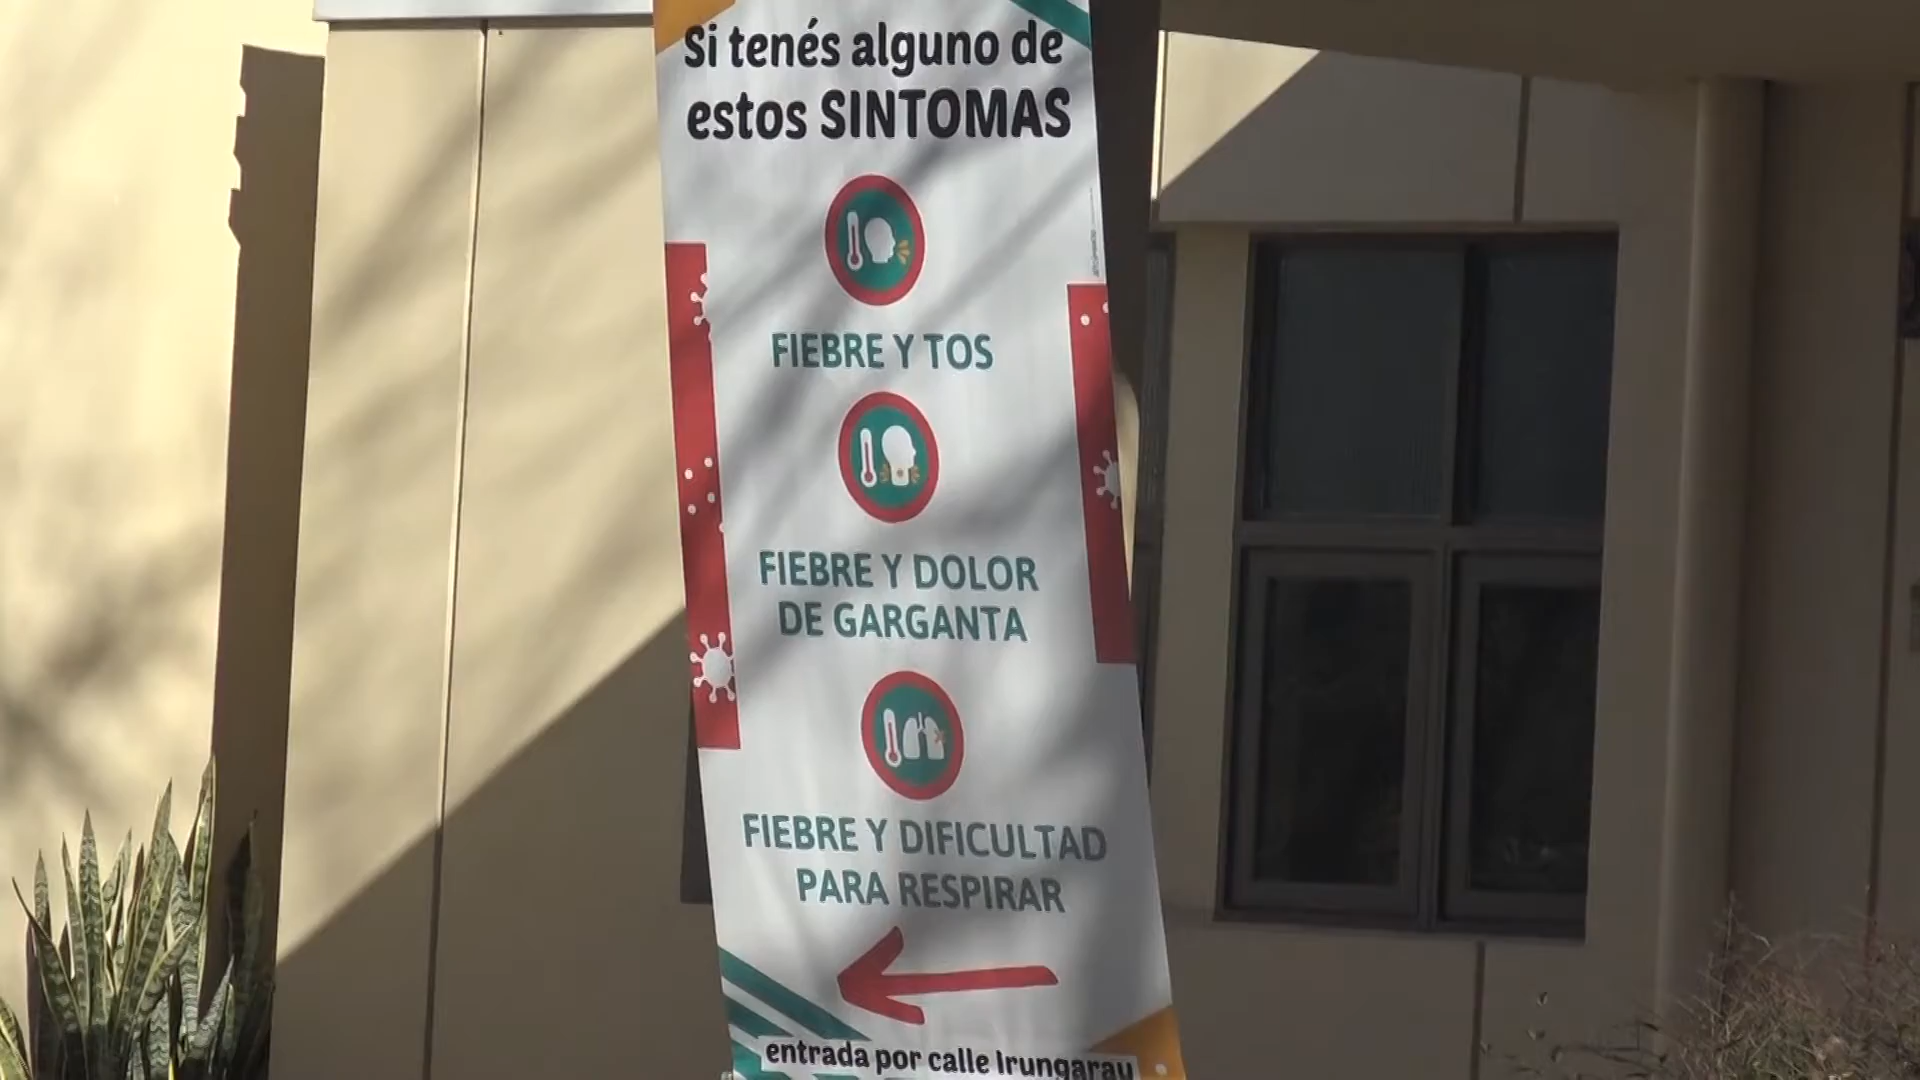 Si tenés alguno de
estos SINTOMAS
FIEBRE Y TOS
FIEBRE Y DOLOR
DE GARGANTA
FIEBRE Y DIFICULTAD
PARA RESPIRAR
entrada por calle Irungaray